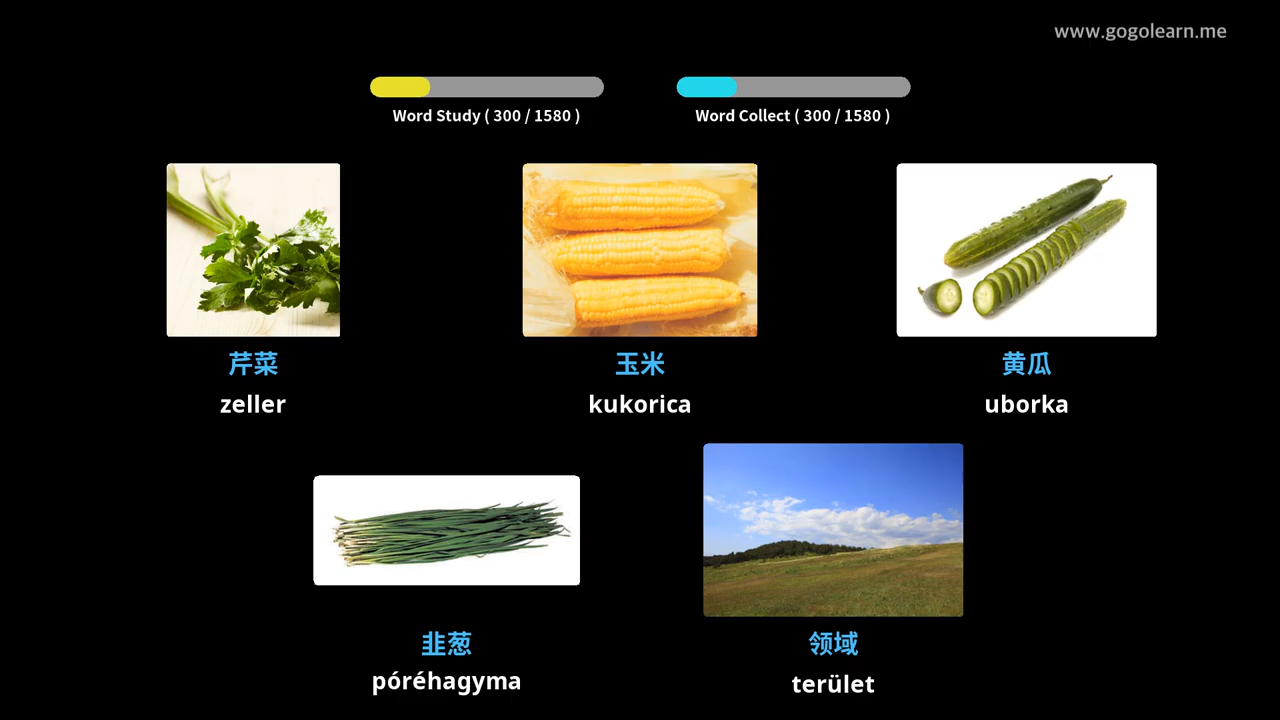 www.gogolearn.me
Word Study ( 300 / 1580 )
Word Collect ( 300 / 1580 )
芹菜
玉米
黄瓜
zeller
kukorica
uborka
韭葱
领域
póréhagyma
terület